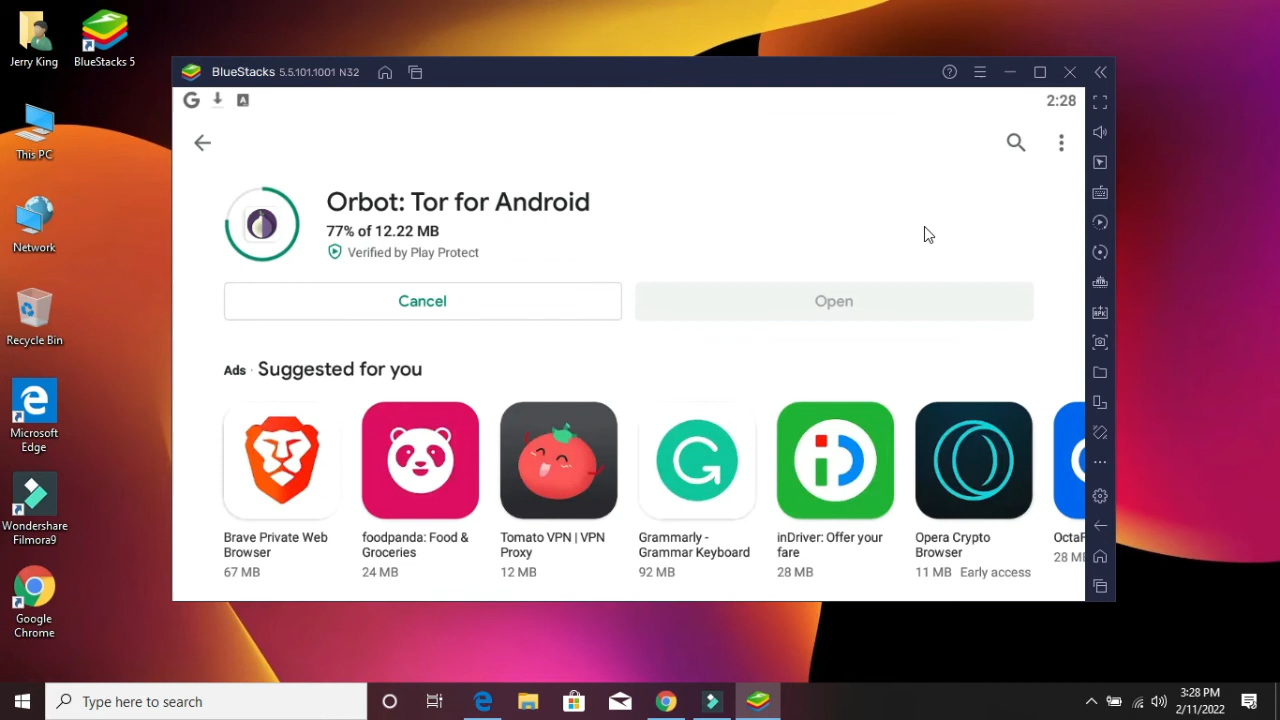 Jerry King
BlueStacks 5
This PC
Network
Recycle Bin
Microsoft
Edge
Wondershare
Filmora9
Google
Chrome
BlueStacks 5.5.101.1001 N32
2:28
Orbot: Tor for Android
77% of 12.22 MB
Verified by Play Protect
Cancel
Open
Ads · Suggested for you
Brave Private Web
Browser
67 MB
foodpanda: Food &
Groceries
24 MB
Tomato VPN | VPN
Proxy
12 MB
Grammarly -
Grammar Keyboard
92 MB
inDriver: Offer your
fare
28 MB
Opera Crypto
Browser
11 MB Early access
OctaF
28 MB
Type here to search
3:28 PM
2/11/2022